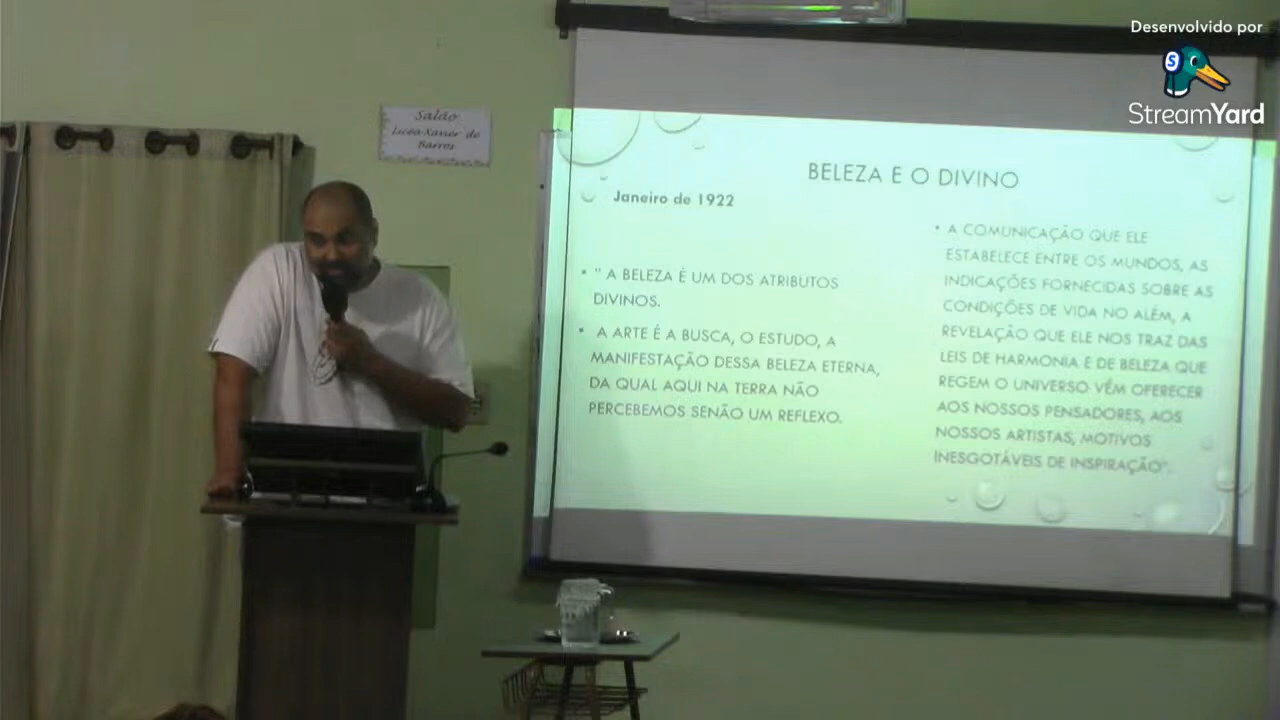 Desenvolvido por
StreamYard
Salão
Luca Xavier de
Barros
BELEZA E O DIVINO
Janeiro de 1922
• " A BELEZA É UM DOS ATRIBUTOS
DIVINOS.
• A ARTE É A BUSCA, O ESTUDO, A
MANIFESTAÇÃO DESSA BELEZA ETERNA,
DA QUAL AQUI NA TERRA NÃO
PERCEBEMOS SENÃO UM REFLEXO.
• A COMUNICAÇÃO QUE ELE
ESTABELECE ENTRE OS MUNDOS, AS
INDICAÇÕES FORNECIDAS SOBRE AS
CONDIÇÕES DE VIDA NO ALÉM, A
REVELAÇÃO QUE ELE NOS TRAZ DAS
LEIS DE HARMONIA E DE BELEZA QUE
REGEM O UNIVERSO VÊM OFERECER
AOS NOSSOS PENSADORES, AOS
NOSSOS ARTISTAS, MOTIVOS
INESGOTÁVEIS DE INSPIRAÇÃO".